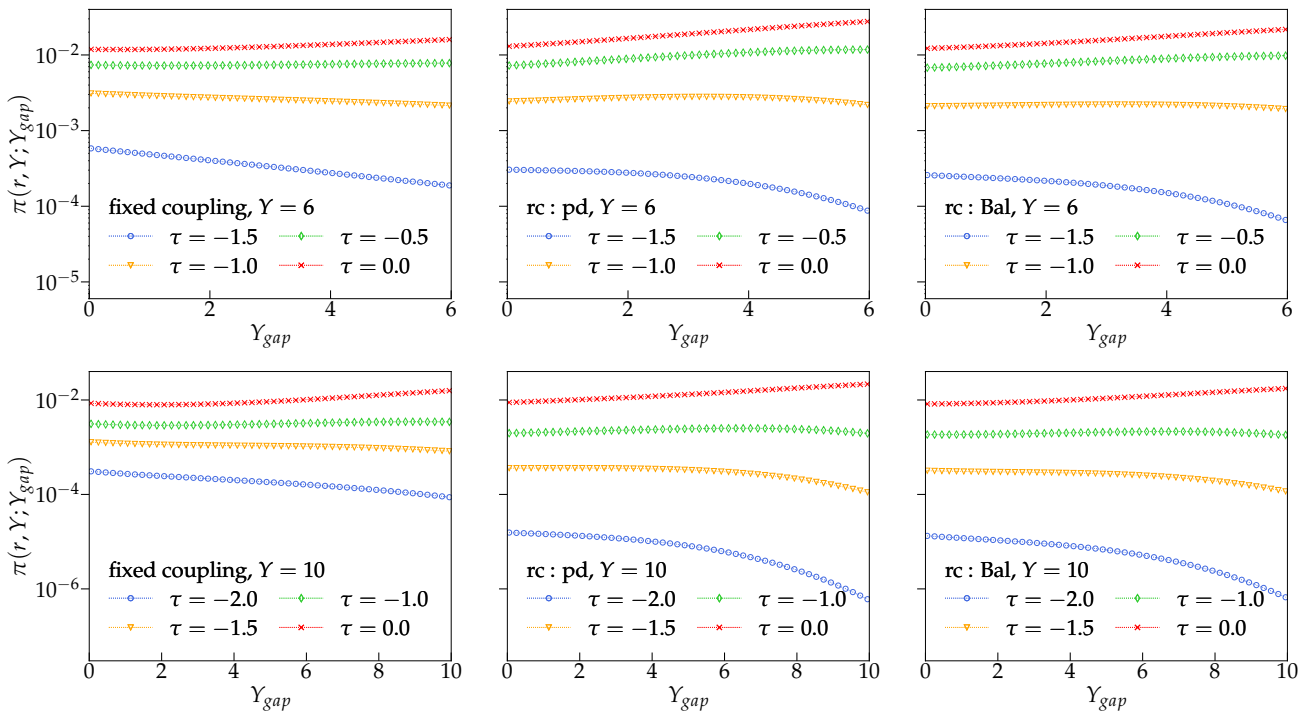 π(r, Y; Y_gap)
10⁻²
10⁻³
10⁻⁴
10⁻⁵
fixed coupling, Y = 6
τ = −1.5 τ = −0.5
τ = −1.0 τ = 0.0
0 2 4 6
Y_gap
rc : pd, Y = 6
τ = −1.5 τ = −0.5
τ = −1.0 τ = 0.0
0 2 4 6
Y_gap
rc : Bal, Y = 6
τ = −1.5 τ = −0.5
τ = −1.0 τ = 0.0
0 2 4 6
Y_gap
π(r, Y; Y_gap)
10⁻²
10⁻⁴
10⁻⁶
fixed coupling, Y = 10
τ = −2.0 τ = −1.0
τ = −1.5 τ = 0.0
0 2 4 6 8 10
Y_gap
rc : pd, Y = 10
τ = −2.0 τ = −1.0
τ = −1.5 τ = 0.0
0 2 4 6 8 10
Y_gap
rc : Bal, Y = 10
τ = −2.0 τ = −1.0
τ = −1.5 τ = 0.0
0 2 4 6 8 10
Y_gap